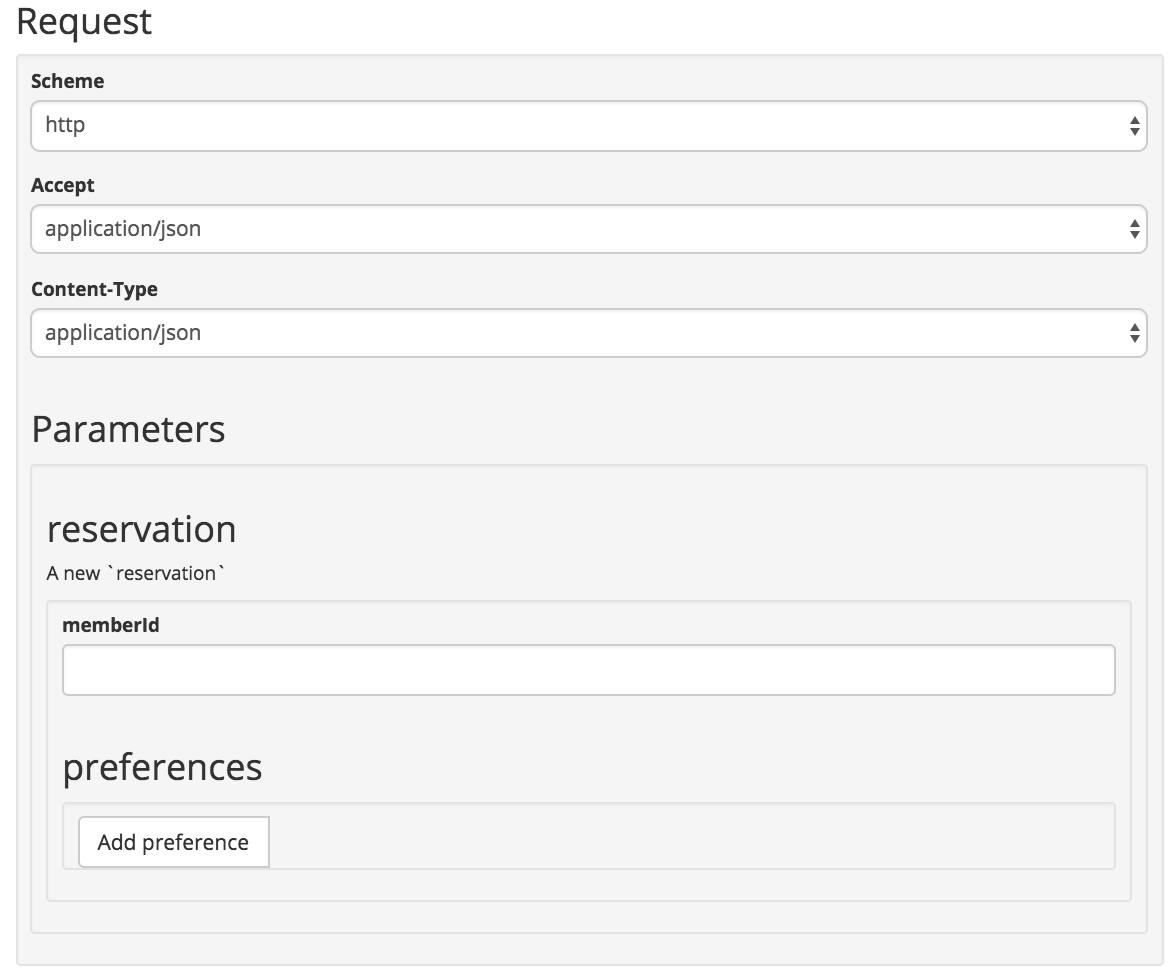 Request
Scheme
http
Accept
application/json
Content-Type
application/json
Parameters
reservation
A new `reservation`
memberId
preferences
Add preference